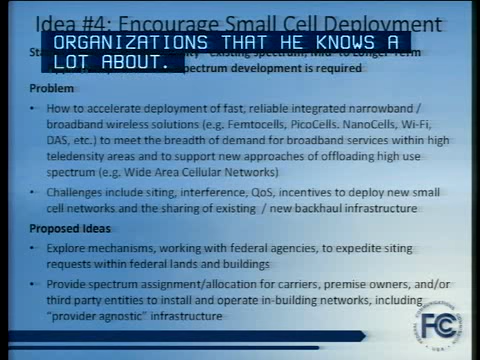 Idea #4: Encourage Small Cell Deployment
ORGANIZATIONS THAT HE KNOWS A
LOT ABOUT.
spectrum development is required
Problem
• How to accelerate deployment of fast, reliable integrated narrowband /
broadband wireless solutions (e.g. Femtocells, PicoCells. NanoCells, Wi-Fi,
DAS, etc.) to meet the breadth of demand for broadband services within high
teledensity areas and to support new approaches of offloading high use
spectrum (e.g. Wide Area Cellular Networks)
• Challenges include siting, interference, QoS, incentives to deploy new small
cell networks and the sharing of existing / new backhaul infrastructure
Proposed Ideas
• Explore mechanisms, working with federal agencies, to expedite siting
requests within federal lands and buildings
• Provide spectrum assignment/allocation for carriers, premise owners, and/or
third party entities to install and operate in-building networks, including
"provider agnostic" infrastructure
FEDERAL COMMUNICATIONS COMMISSION
FCC
USA